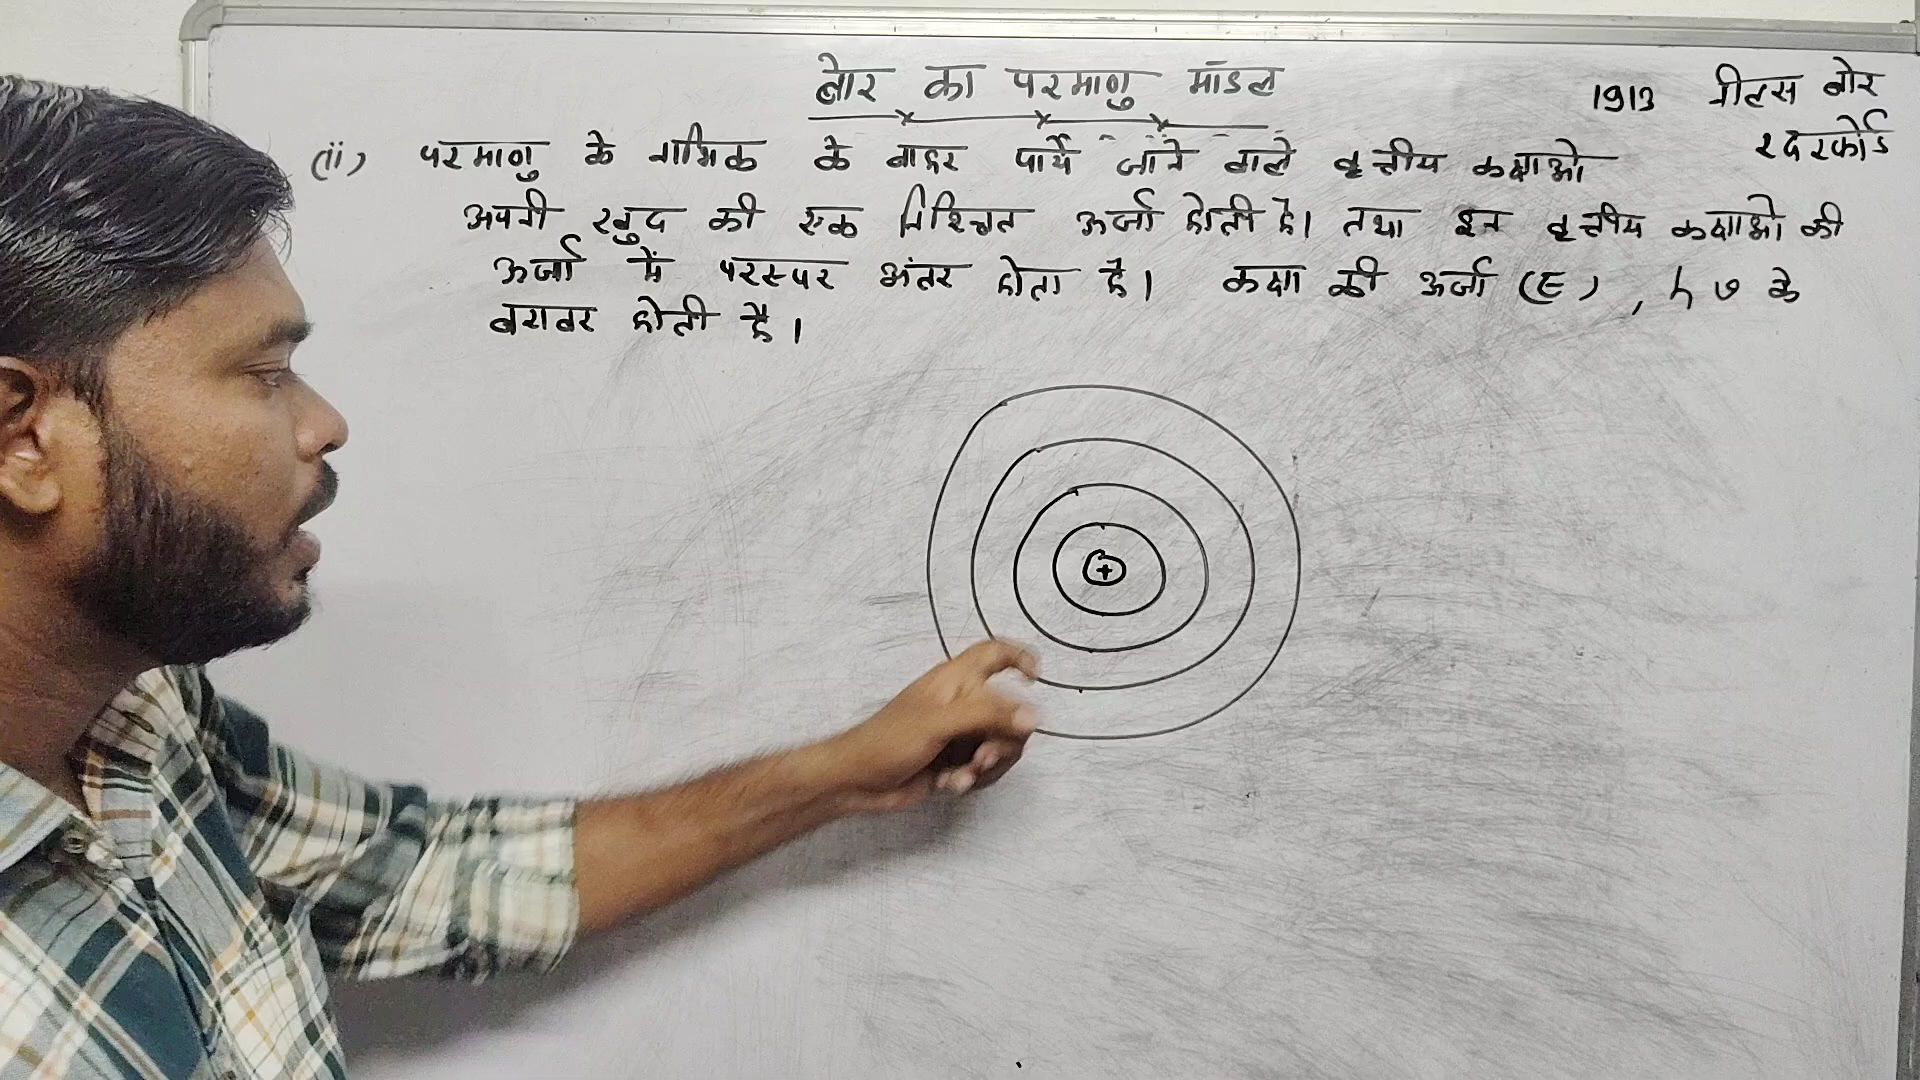 बोर का परमाणु मॉडल
1913 नील्स बोर
रदरफोर्ड
(ii) परमाणु के नाभिक के बाहर पाये जाने वाले वृत्तीय कक्षाओ
अपनी खुद की एक निश्चित ऊर्जा होती है। तथा इन वृत्तीय कक्षाओ की
ऊर्जा में परस्पर अंतर होता है। कक्षा की ऊर्जा (E), hν के
बराबर होती है।
+